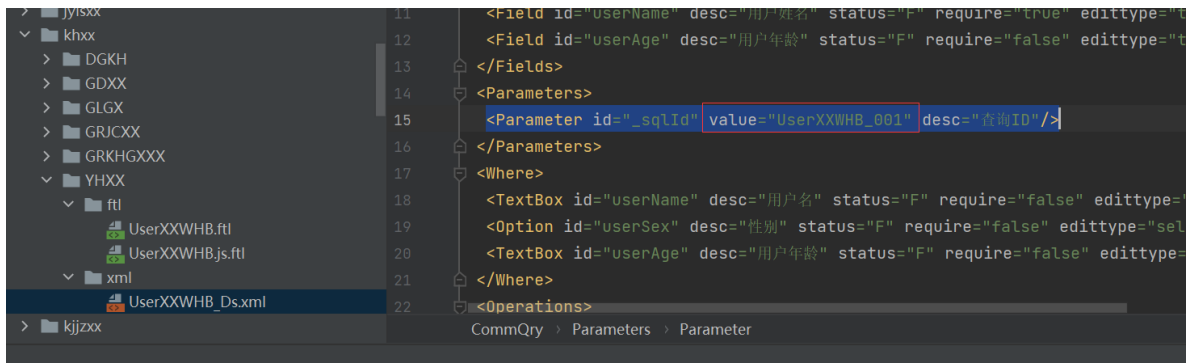 jylsxx
khxx
DGKH
GDXX
GLGX
GRJCXX
GRKHGXXX
YHXX
ftl
UserXXWHB.ftl
UserXXWHB.js.ftl
xml
UserXXWHB_Ds.xml
kjjzxx
11 <Field id="userName" desc="用户姓名" status="F" require="true" edittype="t
12 <Field id="userAge" desc="用户年龄" status="F" require="false" edittype="t
13 </Fields>
14 <Parameters>
15 <Parameter id="_sqlId" value="UserXXWHB_001" desc="查询ID"/>
16 </Parameters>
17 <Where>
18 <TextBox id="userName" desc="用户名" status="F" require="false" edittype="
19 <Option id="userSex" desc="性别" status="F" require="false" edittype="sel
20 <TextBox id="userAge" desc="用户年龄" status="F" require="false" edittype=
21 </Where>
22 <Operations>
CommQry > Parameters > Parameter